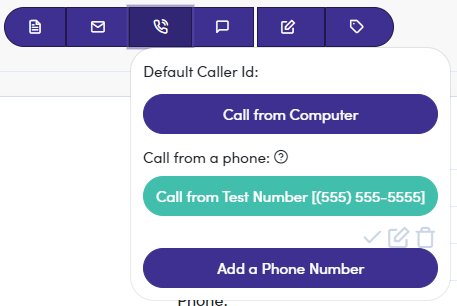 Default Caller Id:
Call from Computer
Call from a phone: ?
Call from Test Number [(555) 555-5555]
Add a Phone Number
Phone: